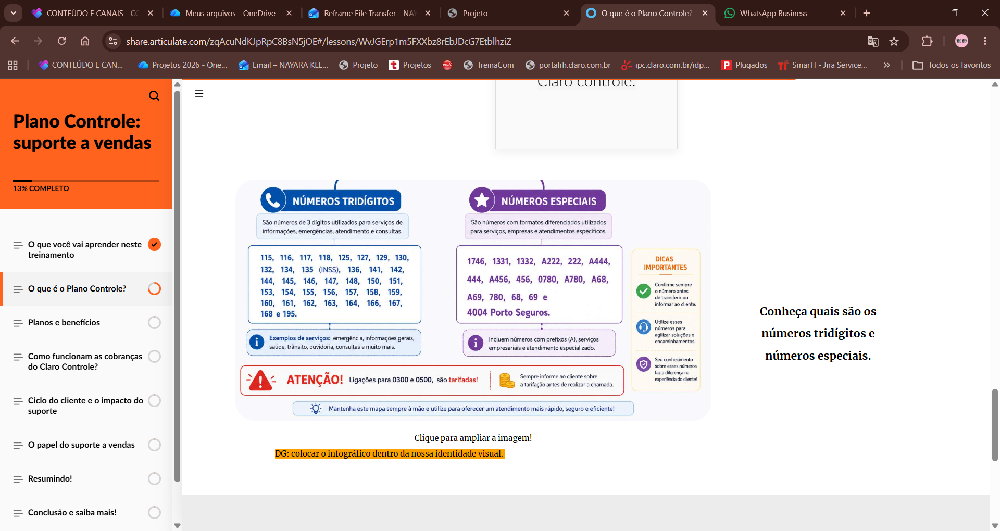 CONTEÚDO E CANAIS - CO
Meus arquivos - OneDrive
Reframe File Transfer - NAY
Projeto
O que é o Plano Controle?
WhatsApp Business
share.articulate.com/zqAcuNdKJpRpC8BsN5jOE#/lessons/WvJGErp1m5FXXbz8rEbJDcG7EtblhziZ
CONTEÚDO E CAN...
Projetos 2026 - One...
Email – NAYARA KEL...
Projeto
Projetos
TreinaCom
portalrh.claro.com.br
ipc.claro.com.br/idp...
Plugados
SmarTI - Jira Service...
Todos os favoritos
Plano Controle:
suporte a vendas
13% COMPLETO
O que você vai aprender neste
treinamento
O que é o Plano Controle?
Planos e benefícios
Como funcionam as cobranças
do Claro Controle?
Ciclo do cliente e o impacto do
suporte
O papel do suporte a vendas
Resumindo!
Conclusão e saiba mais!
Claro controle.
NÚMEROS TRIDÍGITOS
São números de 3 dígitos utilizados para serviços de
informações, emergências, atendimento e consultas.
115, 116, 117, 118, 125, 127, 129, 130,
132, 134, 135 (INSS), 136, 141, 142,
144, 145, 146, 147, 148, 150, 151,
153, 154, 155, 156, 157, 158, 159,
160, 161, 162, 163, 164, 166, 167,
168 e 195.
Exemplos de serviços: emergência, informações gerais,
saúde, trânsito, ouvidoria, consultas e muito mais.
NÚMEROS ESPECIAIS
São números com formatos diferenciados utilizados
para serviços, empresas e atendimentos específicos.
1746, 1331, 1332, A222, 222, A444,
444, A456, 456, 0780, A780, A68,
A69, 780, 68, 69 e
4004 Porto Seguros.
Incluem números com prefixos (A), serviços
empresariais e atendimento especializado.
DICAS
IMPORTANTES
Confirme sempre
o número antes
de transferir ou
informar ao cliente.
Utilize esses
números para
agilizar soluções e
encaminhamentos.
Seu conhecimento
sobre esses números
faz a diferença na
experiência do cliente!
ATENÇÃO! Ligações para 0300 e 0500, são tarifadas!
Sempre informe ao cliente sobre
a tarifação antes de realizar a chamada.
Mantenha este mapa sempre à mão e utilize para oferecer um atendimento mais rápido, seguro e eficiente!
Conheça quais são os
números tridígitos e
números especiais.
Clique para ampliar a imagem!
DG: colocar o infográfico dentro da nossa identidade visual.